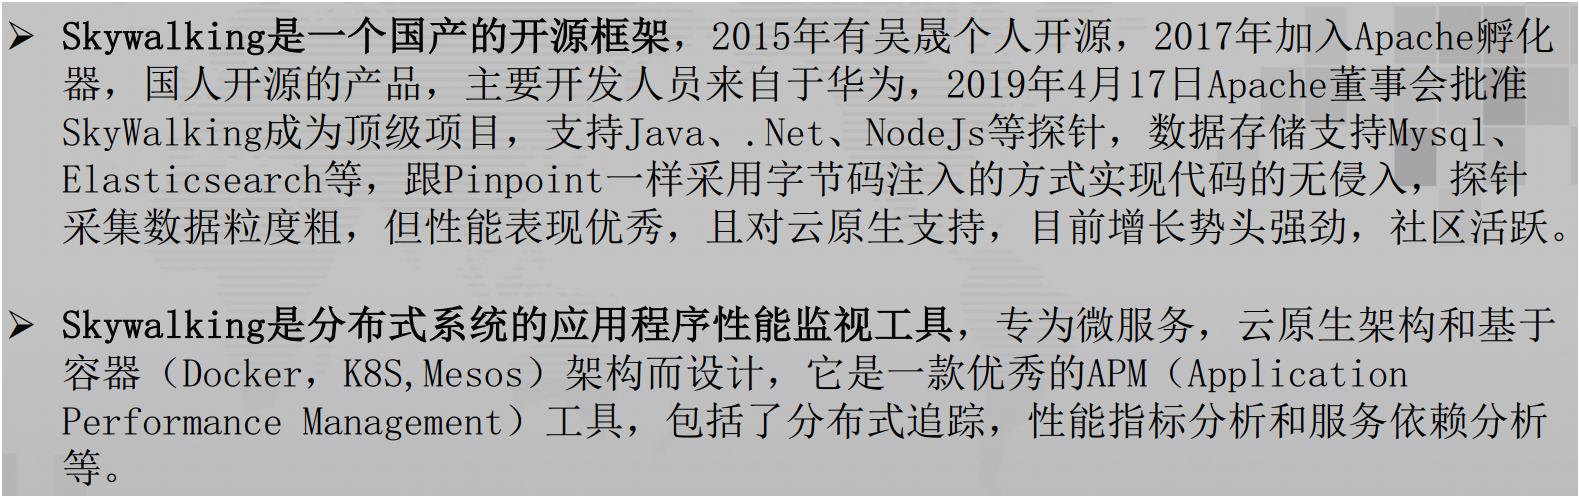 ➢ Skywalking是一个国产的开源框架，2015年有吴晟个人开源，2017年加入Apache孵化
器，国人开源的产品，主要开发人员来自于华为，2019年4月17日Apache董事会批准
SkyWalking成为顶级项目，支持Java、.Net、NodeJs等探针，数据存储支持Mysql、
Elasticsearch等，跟Pinpoint一样采用字节码注入的方式实现代码的无侵入，探针
采集数据粒度粗，但性能表现优秀，且对云原生支持，目前增长势头强劲，社区活跃。
➢ Skywalking是分布式系统的应用程序性能监视工具，专为微服务，云原生架构和基于
容器（Docker，K8S,Mesos）架构而设计，它是一款优秀的APM（Application
Performance Management）工具，包括了分布式追踪，性能指标分析和服务依赖分析
等。